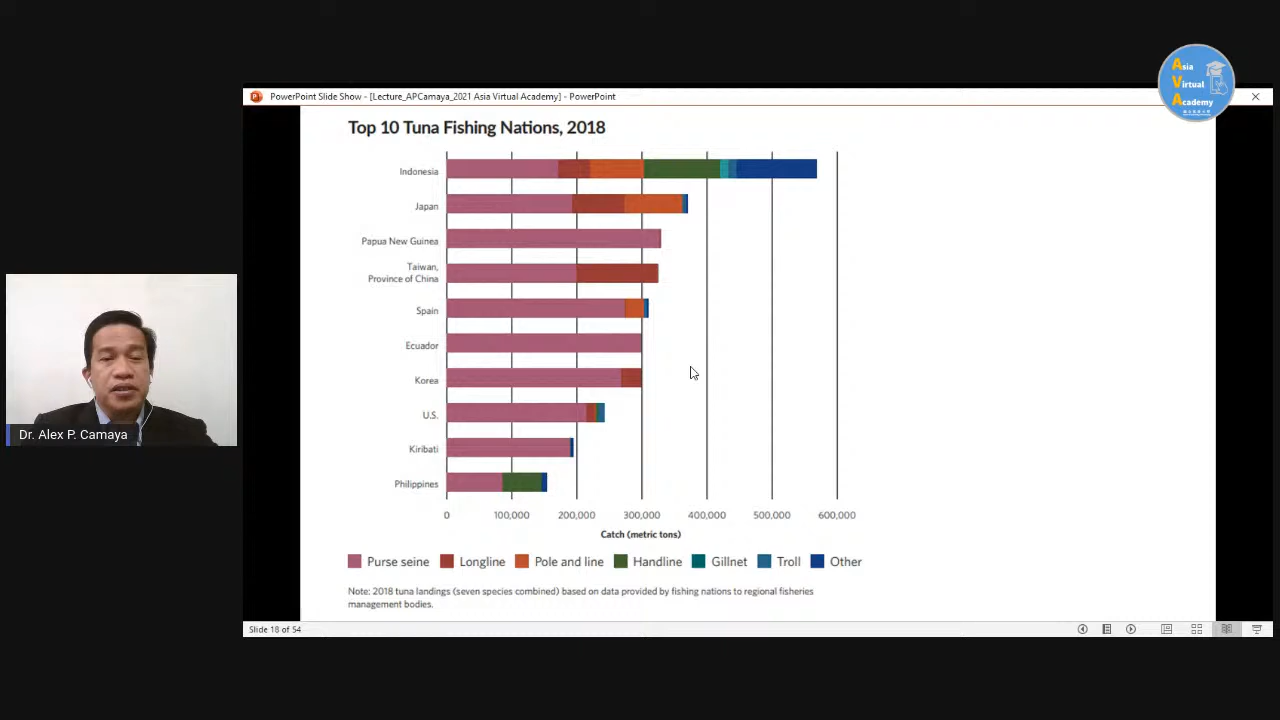 Asia
Virtual
Academy
PowerPoint Slide Show - [Lecture_APCamaya_2021 Asia Virtual Academy] - PowerPoint
Top 10 Tuna Fishing Nations, 2018
Indonesia
Japan
Papua New Guinea
Taiwan,
Province of China
Spain
Ecuador
Korea
U.S.
Kiribati
Philippines
0 100,000 200,000 300,000 400,000 500,000 600,000
Catch (metric tons)
Purse seine Longline Pole and line Handline Gillnet Troll Other
Note: 2018 tuna landings (seven species combined) based on data provided by fishing nations to regional fisheries
management bodies.
Dr. Alex P. Camaya
Slide 18 of 54